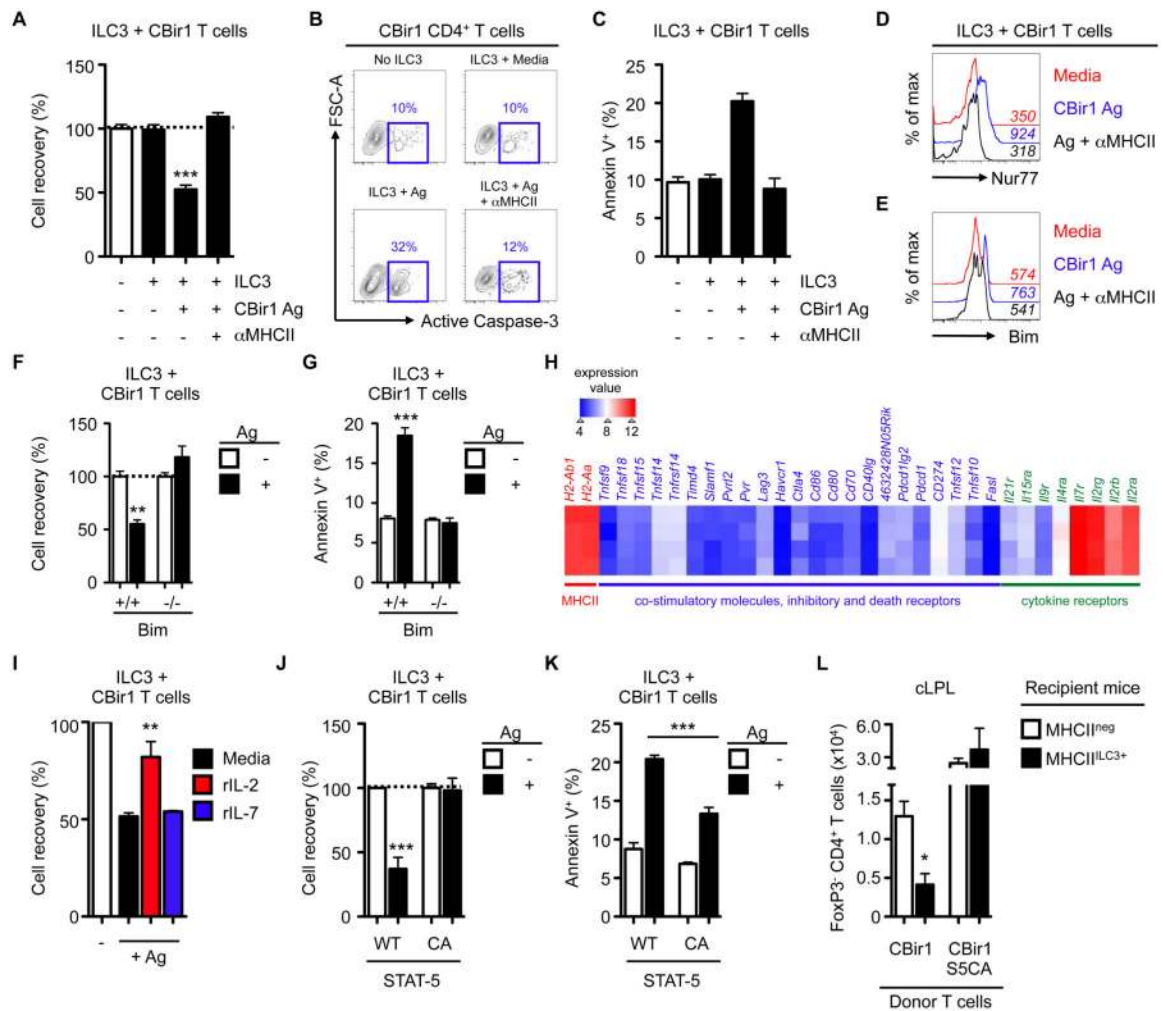 A
ILC3 + CBir1 T cells
Cell recovery (%)
150
100
50
0
***
- + + + ILC3
- - + + CBir1 Ag
- - - + αMHCII
B
CBir1 CD4+ T cells
FSC-A
No ILC3
ILC3 + Media
10%
10%
ILC3 + Ag
ILC3 + Ag
+ αMHCII
32%
12%
Active Caspase-3
C
ILC3 + CBir1 T cells
Annexin V+ (%)
25
20
15
10
5
0
- + + + ILC3
- - + + CBir1 Ag
- - - + αMHCII
D
ILC3 + CBir1 T cells
% of max
350
924
318
Nur77
Media
CBir1 Ag
Ag + αMHCII
E
% of max
574
763
541
Bim
Media
CBir1 Ag
Ag + αMHCII
F
ILC3 +
CBir1 T cells
Cell recovery (%)
150
100
50
0
**
+/+ -/-
Bim
Ag
-
+
G
ILC3 +
CBir1 T cells
Annexin V+ (%)
20
15
10
5
0
***
+/+ -/-
Bim
Ag
-
+
H
expression
value
4 8 12
H2-Ab1
H2-Aa
Tnfsf9
Tnfsf18
Tnfsf15
Tnfsf14
Tnfrsf14
Timd4
Slamf1
Pvrl2
Pvr
Lag3
Havcr1
Ctla4
Cd86
Cd80
Cd70
CD40lg
4632428N05Rik
Pdcd1lg2
Pdcd1
CD274
Tnfsf12
Tnfsf10
Fasl
Il21r
Il15ra
Il9r
Il4ra
Il7r
Il2rg
Il2rb
Il2ra
MHCII
co-stimulatory molecules, inhibitory and death receptors
cytokine receptors
I
ILC3 +
CBir1 T cells
Cell recovery (%)
100
50
0
**
-
+ Ag
Media
rIL-2
rIL-7
J
ILC3 +
CBir1 T cells
Cell recovery (%)
150
100
50
0
***
WT CA
STAT-5
Ag
-
+
K
ILC3 +
CBir1 T cells
Annexin V+ (%)
25
20
15
10
5
0
***
WT CA
STAT-5
Ag
-
+
L
cLPL
FoxP3- CD4+ T cells (x10⁴)
6.0
3.0
1.5
1.0
0.5
0
*
CBir1 CBir1
S5CA
Donor T cells
Recipient mice
MHCIIneg
MHCIIILC3+